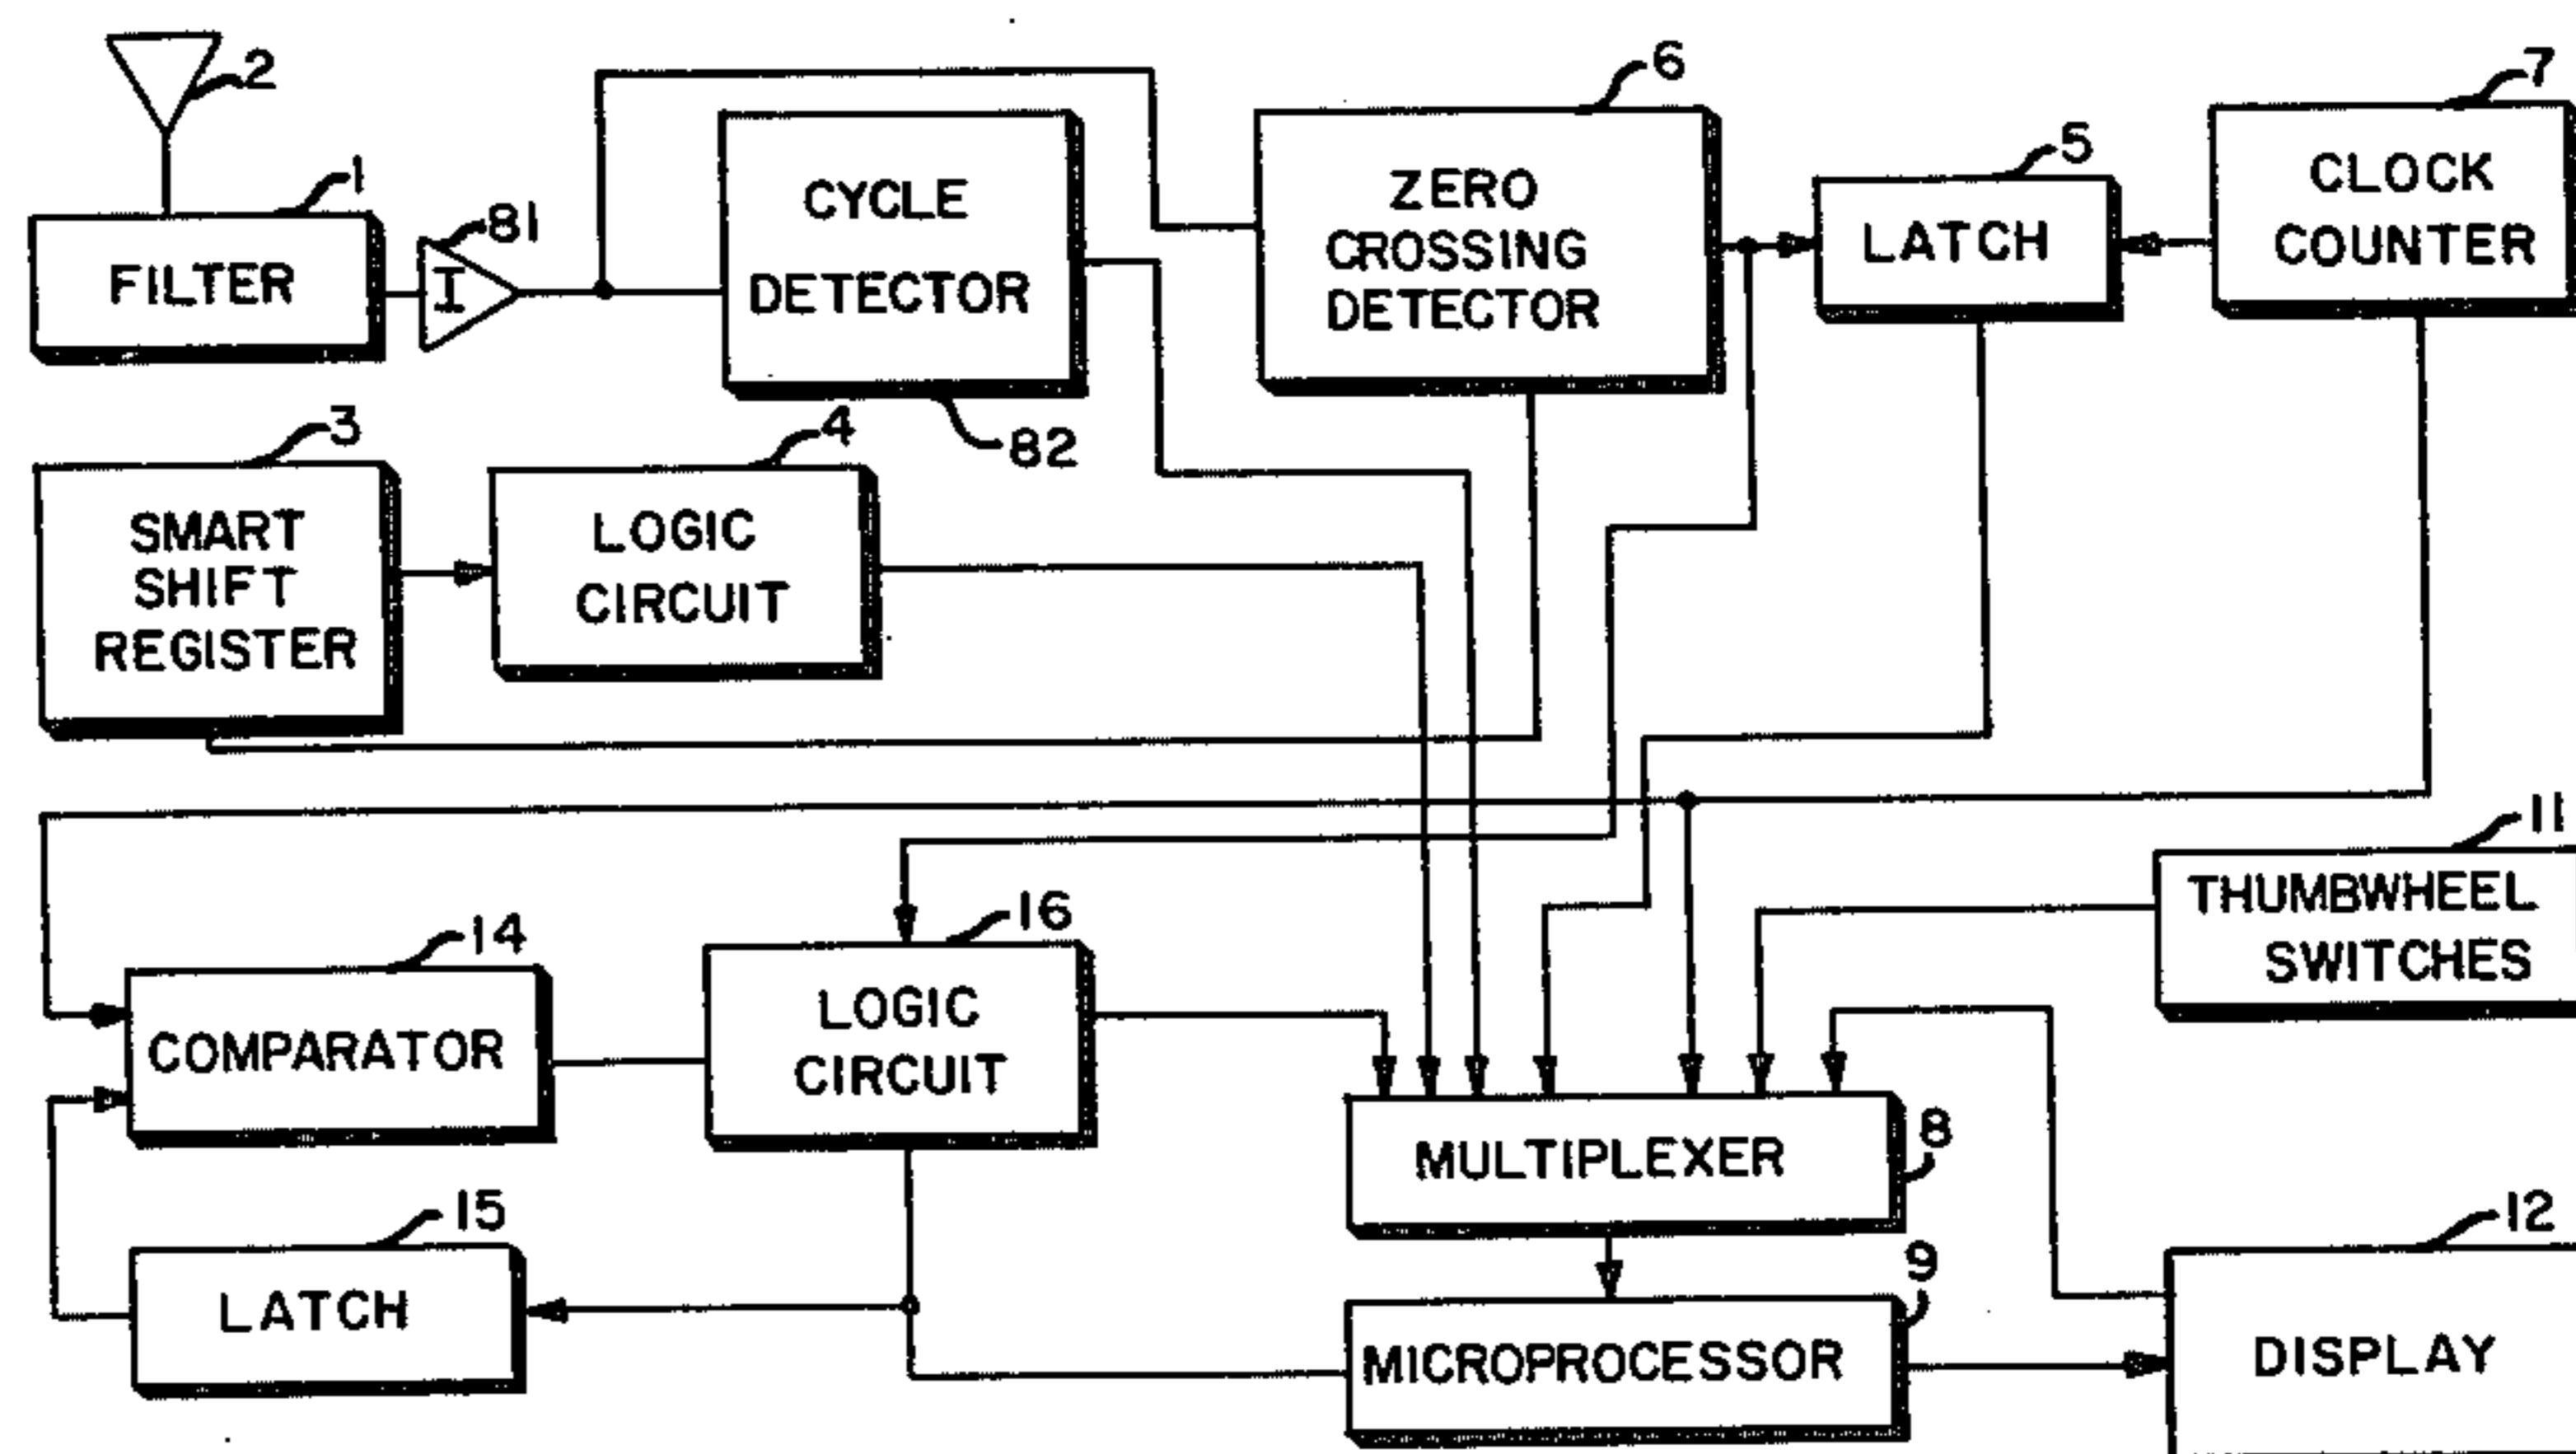 2
1
FILTER
81
I
CYCLE
DETECTOR
82
6
ZERO
CROSSING
DETECTOR
5
LATCH
7
CLOCK
COUNTER
3
SMART
SHIFT
REGISTER
4
LOGIC
CIRCUIT
11
THUMBWHEEL
SWITCHES
14
COMPARATOR
16
LOGIC
CIRCUIT
MULTIPLEXER
8
15
LATCH
9
MICROPROCESSOR
12
DISPLAY